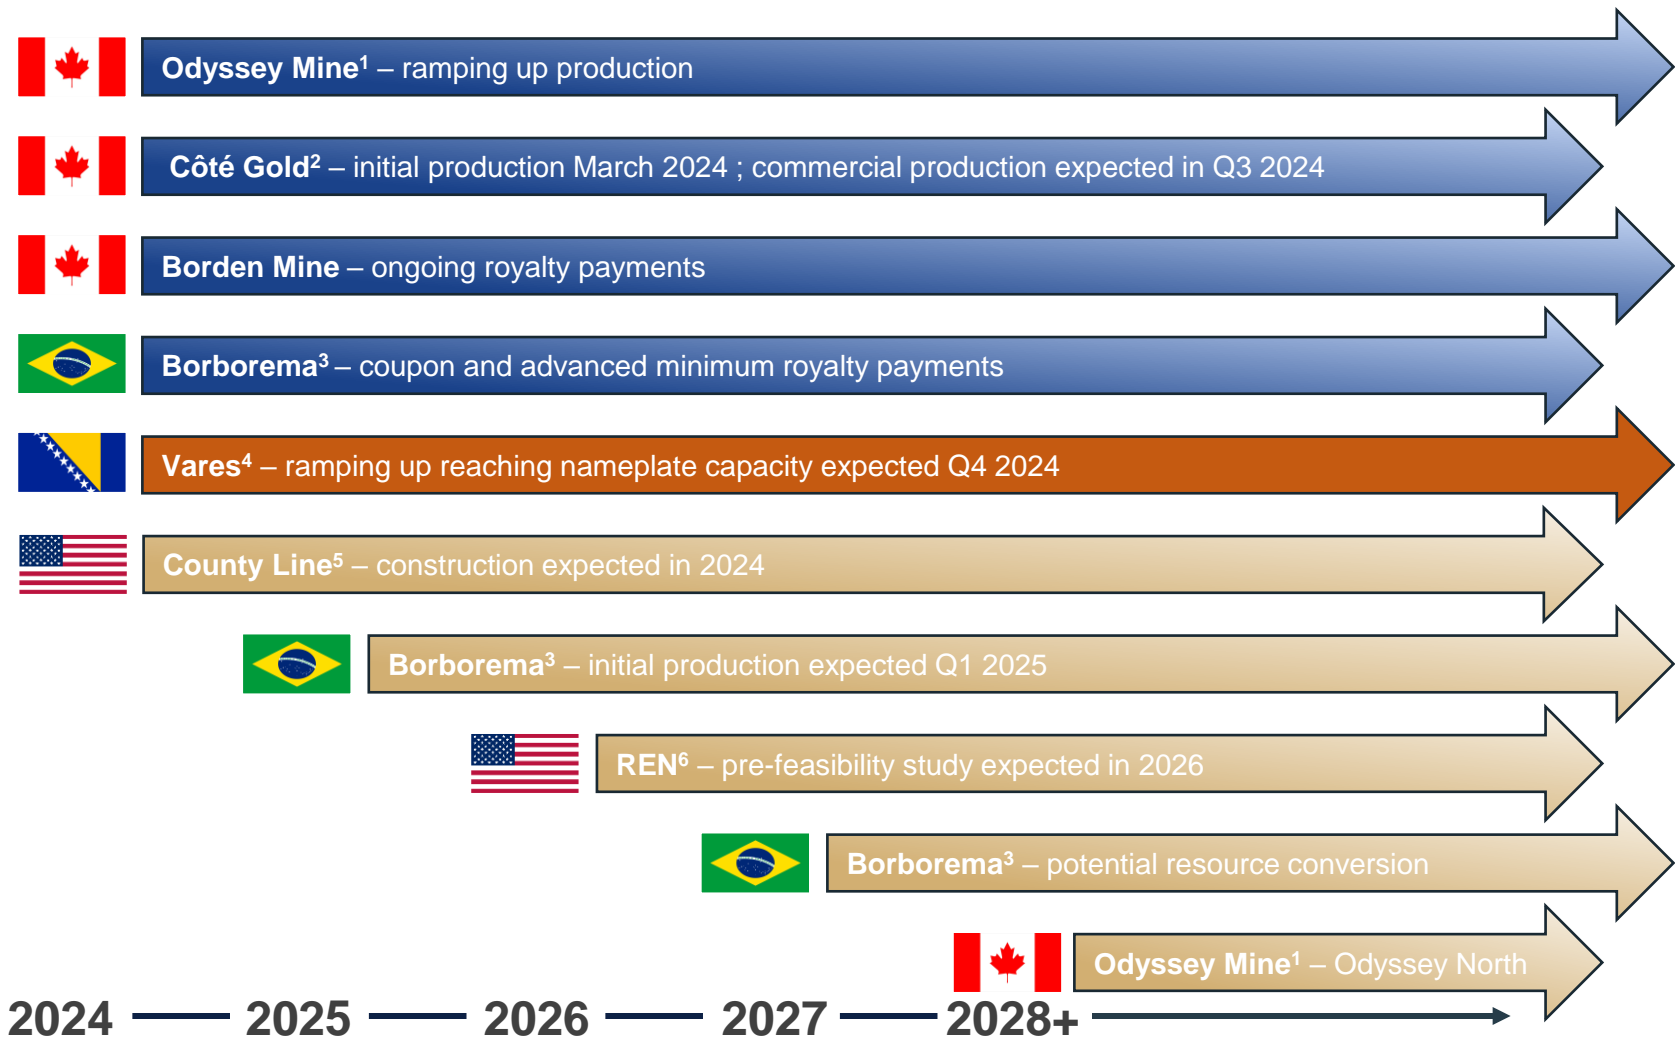 Odyssey Mine¹ – ramping up production
Côté Gold² – initial production March 2024 ; commercial production expected in Q3 2024
Borden Mine – ongoing royalty payments
Borborema³ – coupon and advanced minimum royalty payments
Vares⁴ – ramping up reaching nameplate capacity expected Q4 2024
County Line⁵ – construction expected in 2024
Borborema³ – initial production expected Q1 2025
REN⁶ – pre-feasibility study expected in 2026
Borborema³ – potential resource conversion
Odyssey Mine¹ – Odyssey North
2024 2025 2026 2027 2028+